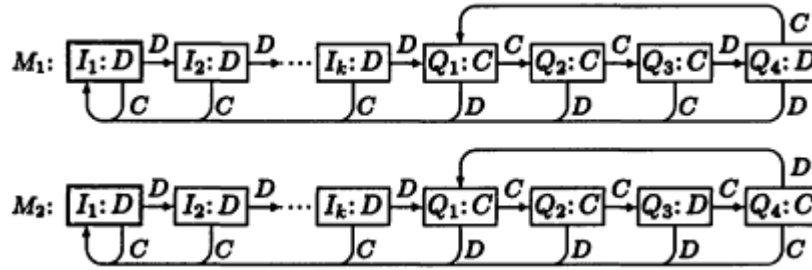 C
M₁: I₁: D D I₂: D D ··· Iₖ: D D Q₁: C C Q₂: C C Q₃: C D Q₄: D
C C C D D C D
D
M₂: I₁: D D I₂: D D ··· Iₖ: D D Q₁: C C Q₂: C C Q₃: D C Q₄: C
C C C D D D C